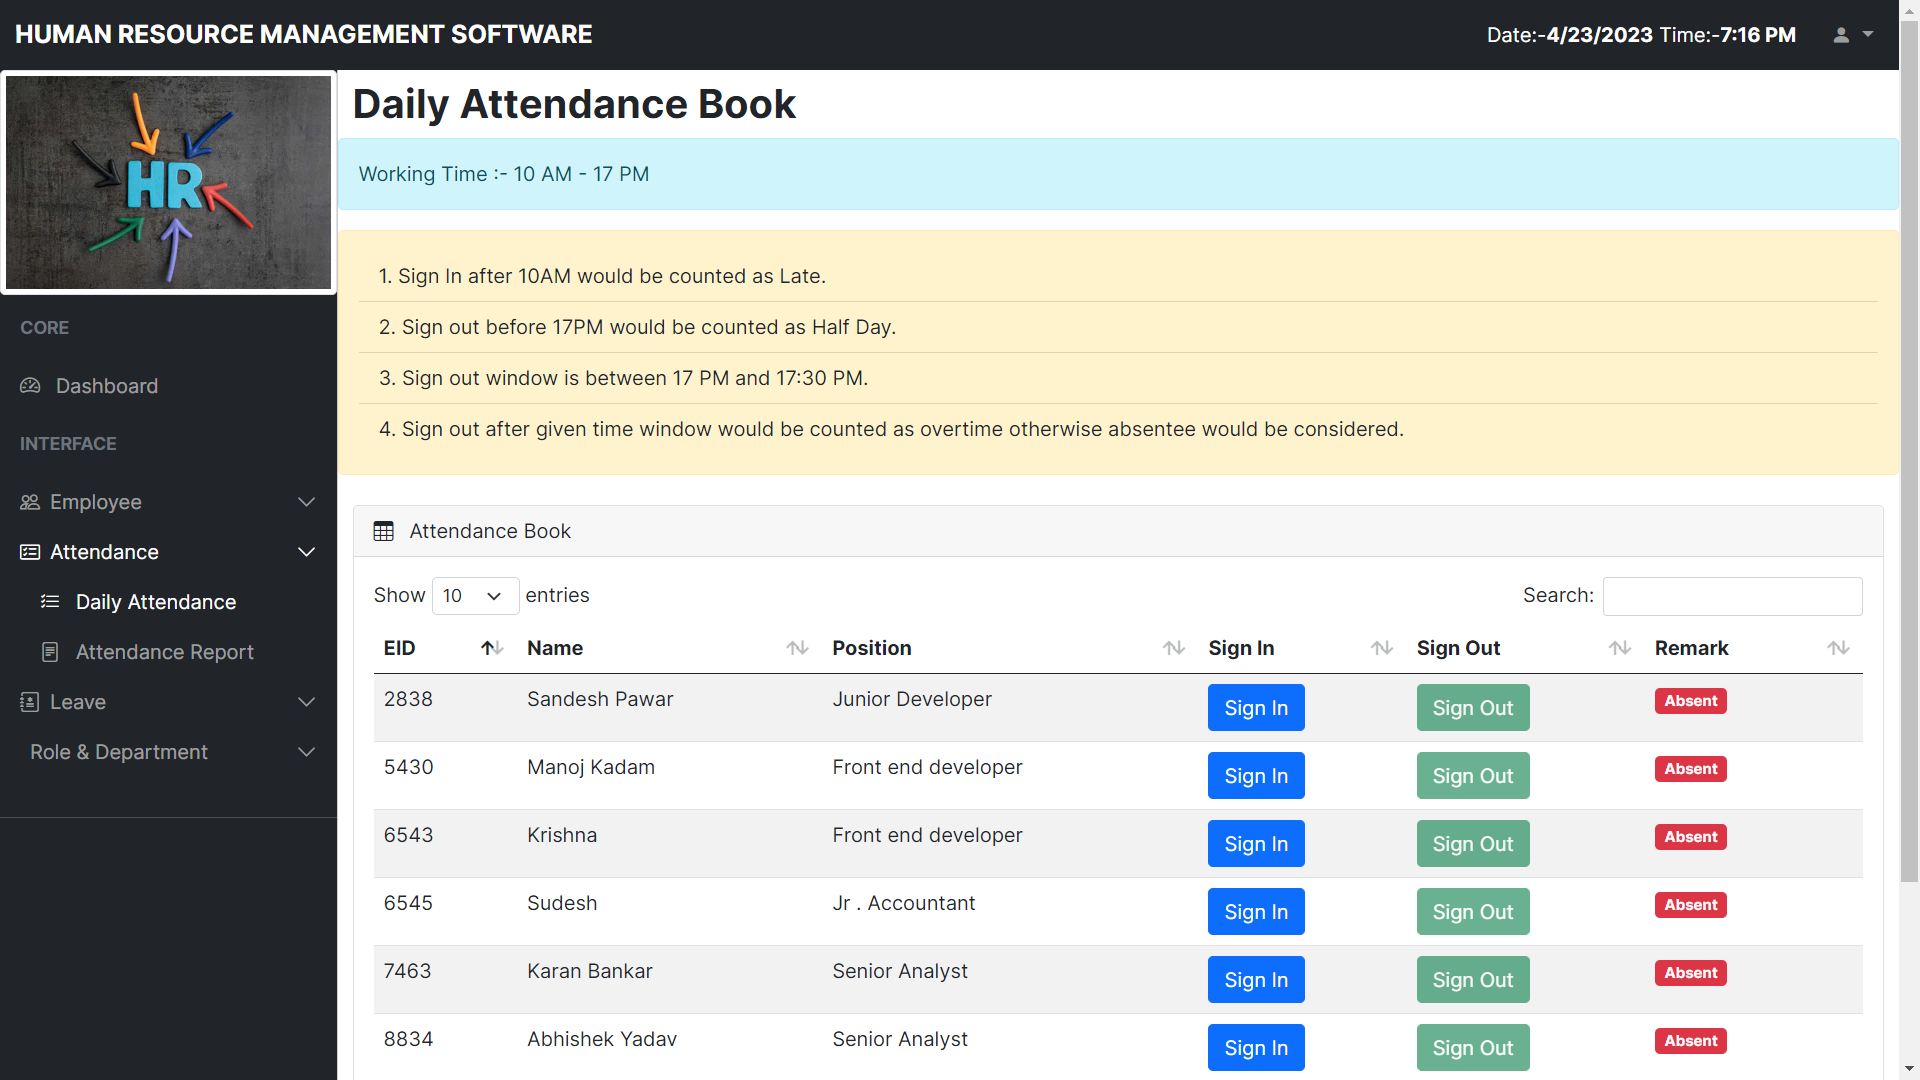 HUMAN RESOURCE MANAGEMENT SOFTWARE
Date:-4/23/2023 Time:-7:16 PM
HR
CORE
Dashboard
INTERFACE
Employee
Attendance
Daily Attendance
Attendance Report
Leave
Role & Department
Daily Attendance Book
Working Time :- 10 AM - 17 PM
1. Sign In after 10AM would be counted as Late.
2. Sign out before 17PM would be counted as Half Day.
3. Sign out window is between 17 PM and 17:30 PM.
4. Sign out after given time window would be counted as overtime otherwise absentee would be considered.
Attendance Book
Show 10 entries Search:
EID Name Position Sign In Sign Out Remark
2838 Sandesh Pawar Junior Developer Sign In Sign Out Absent
5430 Manoj Kadam Front end developer Sign In Sign Out Absent
6543 Krishna Front end developer Sign In Sign Out Absent
6545 Sudesh Jr . Accountant Sign In Sign Out Absent
7463 Karan Bankar Senior Analyst Sign In Sign Out Absent
8834 Abhishek Yadav Senior Analyst Sign In Sign Out Absent